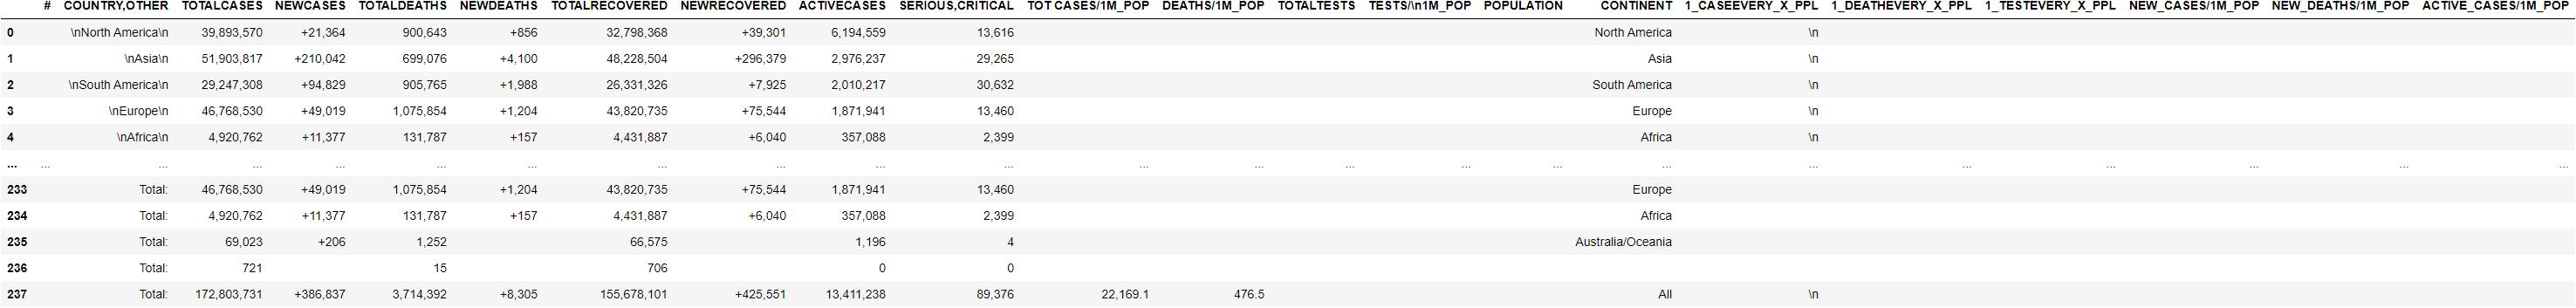 # COUNTRY,OTHER TOTALCASES NEWCASES TOTALDEATHS NEWDEATHS TOTALRECOVERED NEWRECOVERED ACTIVECASES SERIOUS,CRITICAL TOT CASES/1M_POP DEATHS/1M_POP TOTALTESTS TESTS/\n1M_POP POPULATION CONTINENT 1_CASEEVERY_X_PPL 1_DEATHEVERY_X_PPL 1_TESTEVERY_X_PPL NEW_CASES/1M_POP NEW_DEATHS/1M_POP ACTIVE_CASES/1M_POP
0 \nNorth America\n 39,893,570 +21,364 900,643 +856 32,798,368 +39,301 6,194,559 13,616 North America \n
1 \nAsia\n 51,903,817 +210,042 699,076 +4,100 48,228,504 +296,379 2,976,237 29,265 Asia \n
2 \nSouth America\n 29,247,308 +94,829 905,765 +1,988 26,331,326 +7,925 2,010,217 30,632 South America \n
3 \nEurope\n 46,768,530 +49,019 1,075,854 +1,204 43,820,735 +75,544 1,871,941 13,460 Europe \n
4 \nAfrica\n 4,920,762 +11,377 131,787 +157 4,431,887 +6,040 357,088 2,399 Africa \n
... ... ... ... ... ... ... ... ... ... ... ... ... ... ... ... ... ... ... ... ... ... ...
233 Total: 46,768,530 +49,019 1,075,854 +1,204 43,820,735 +75,544 1,871,941 13,460 Europe
234 Total: 4,920,762 +11,377 131,787 +157 4,431,887 +6,040 357,088 2,399 Africa
235 Total: 69,023 +206 1,252 66,575 1,196 4 Australia/Oceania
236 Total: 721 15 706 0 0
237 Total: 172,803,731 +386,837 3,714,392 +8,305 155,678,101 +425,551 13,411,238 89,376 22,169.1 476.5 All \n